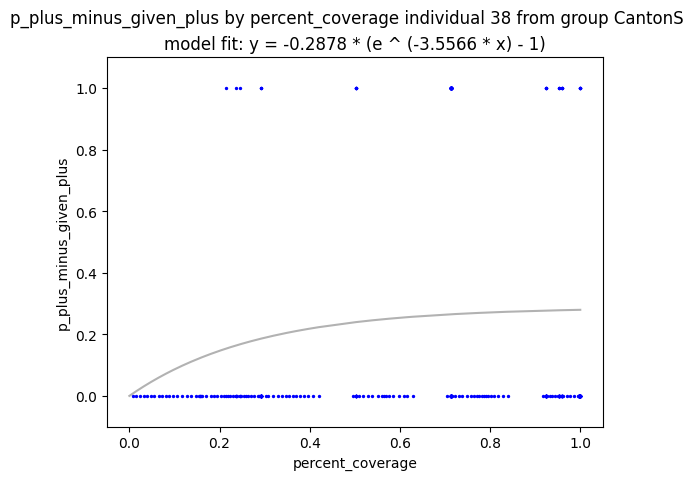 p_plus_minus_given_plus by percent_coverage individual 38 from group CantonS
model fit: y = -0.2878 * (e ^ (-3.5566 * x) - 1)
1.0
0.8
0.6
0.4
0.2
0.0
p_plus_minus_given_plus
0.0 0.2 0.4 0.6 0.8 1.0
percent_coverage